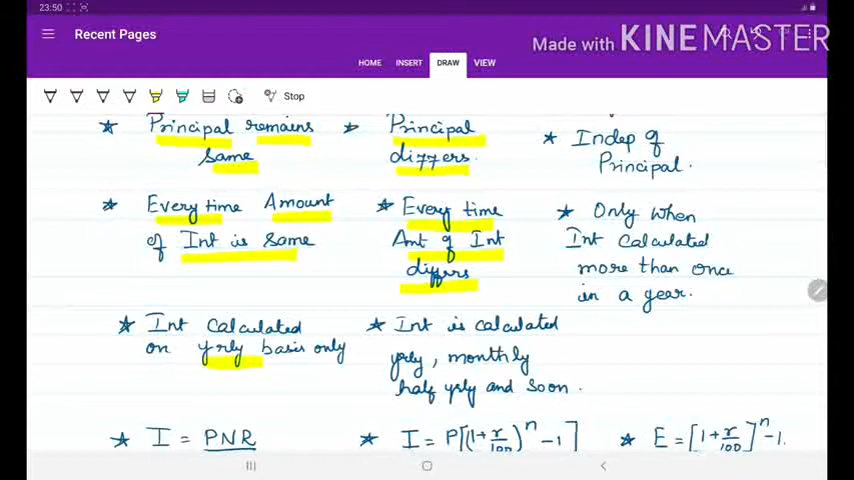 23:50
Recent Pages
Made with KINEMASTER
HOME INSERT DRAW VIEW
Stop
* Principal remains
same
* Principal
differs.
* Indep of
Principal.
* Every time Amount
of Int is same
* Every time
Amt of Int
differs
* Only when
Int calculated
more than once
in a year.
* Int calculated
on yrly basis only
* Int is calculated
yrly, monthly
half yrly and soon.
* I = PNR
* I = P[(1+r/100)^n -1]
* E = [1+r/100]^n -1.